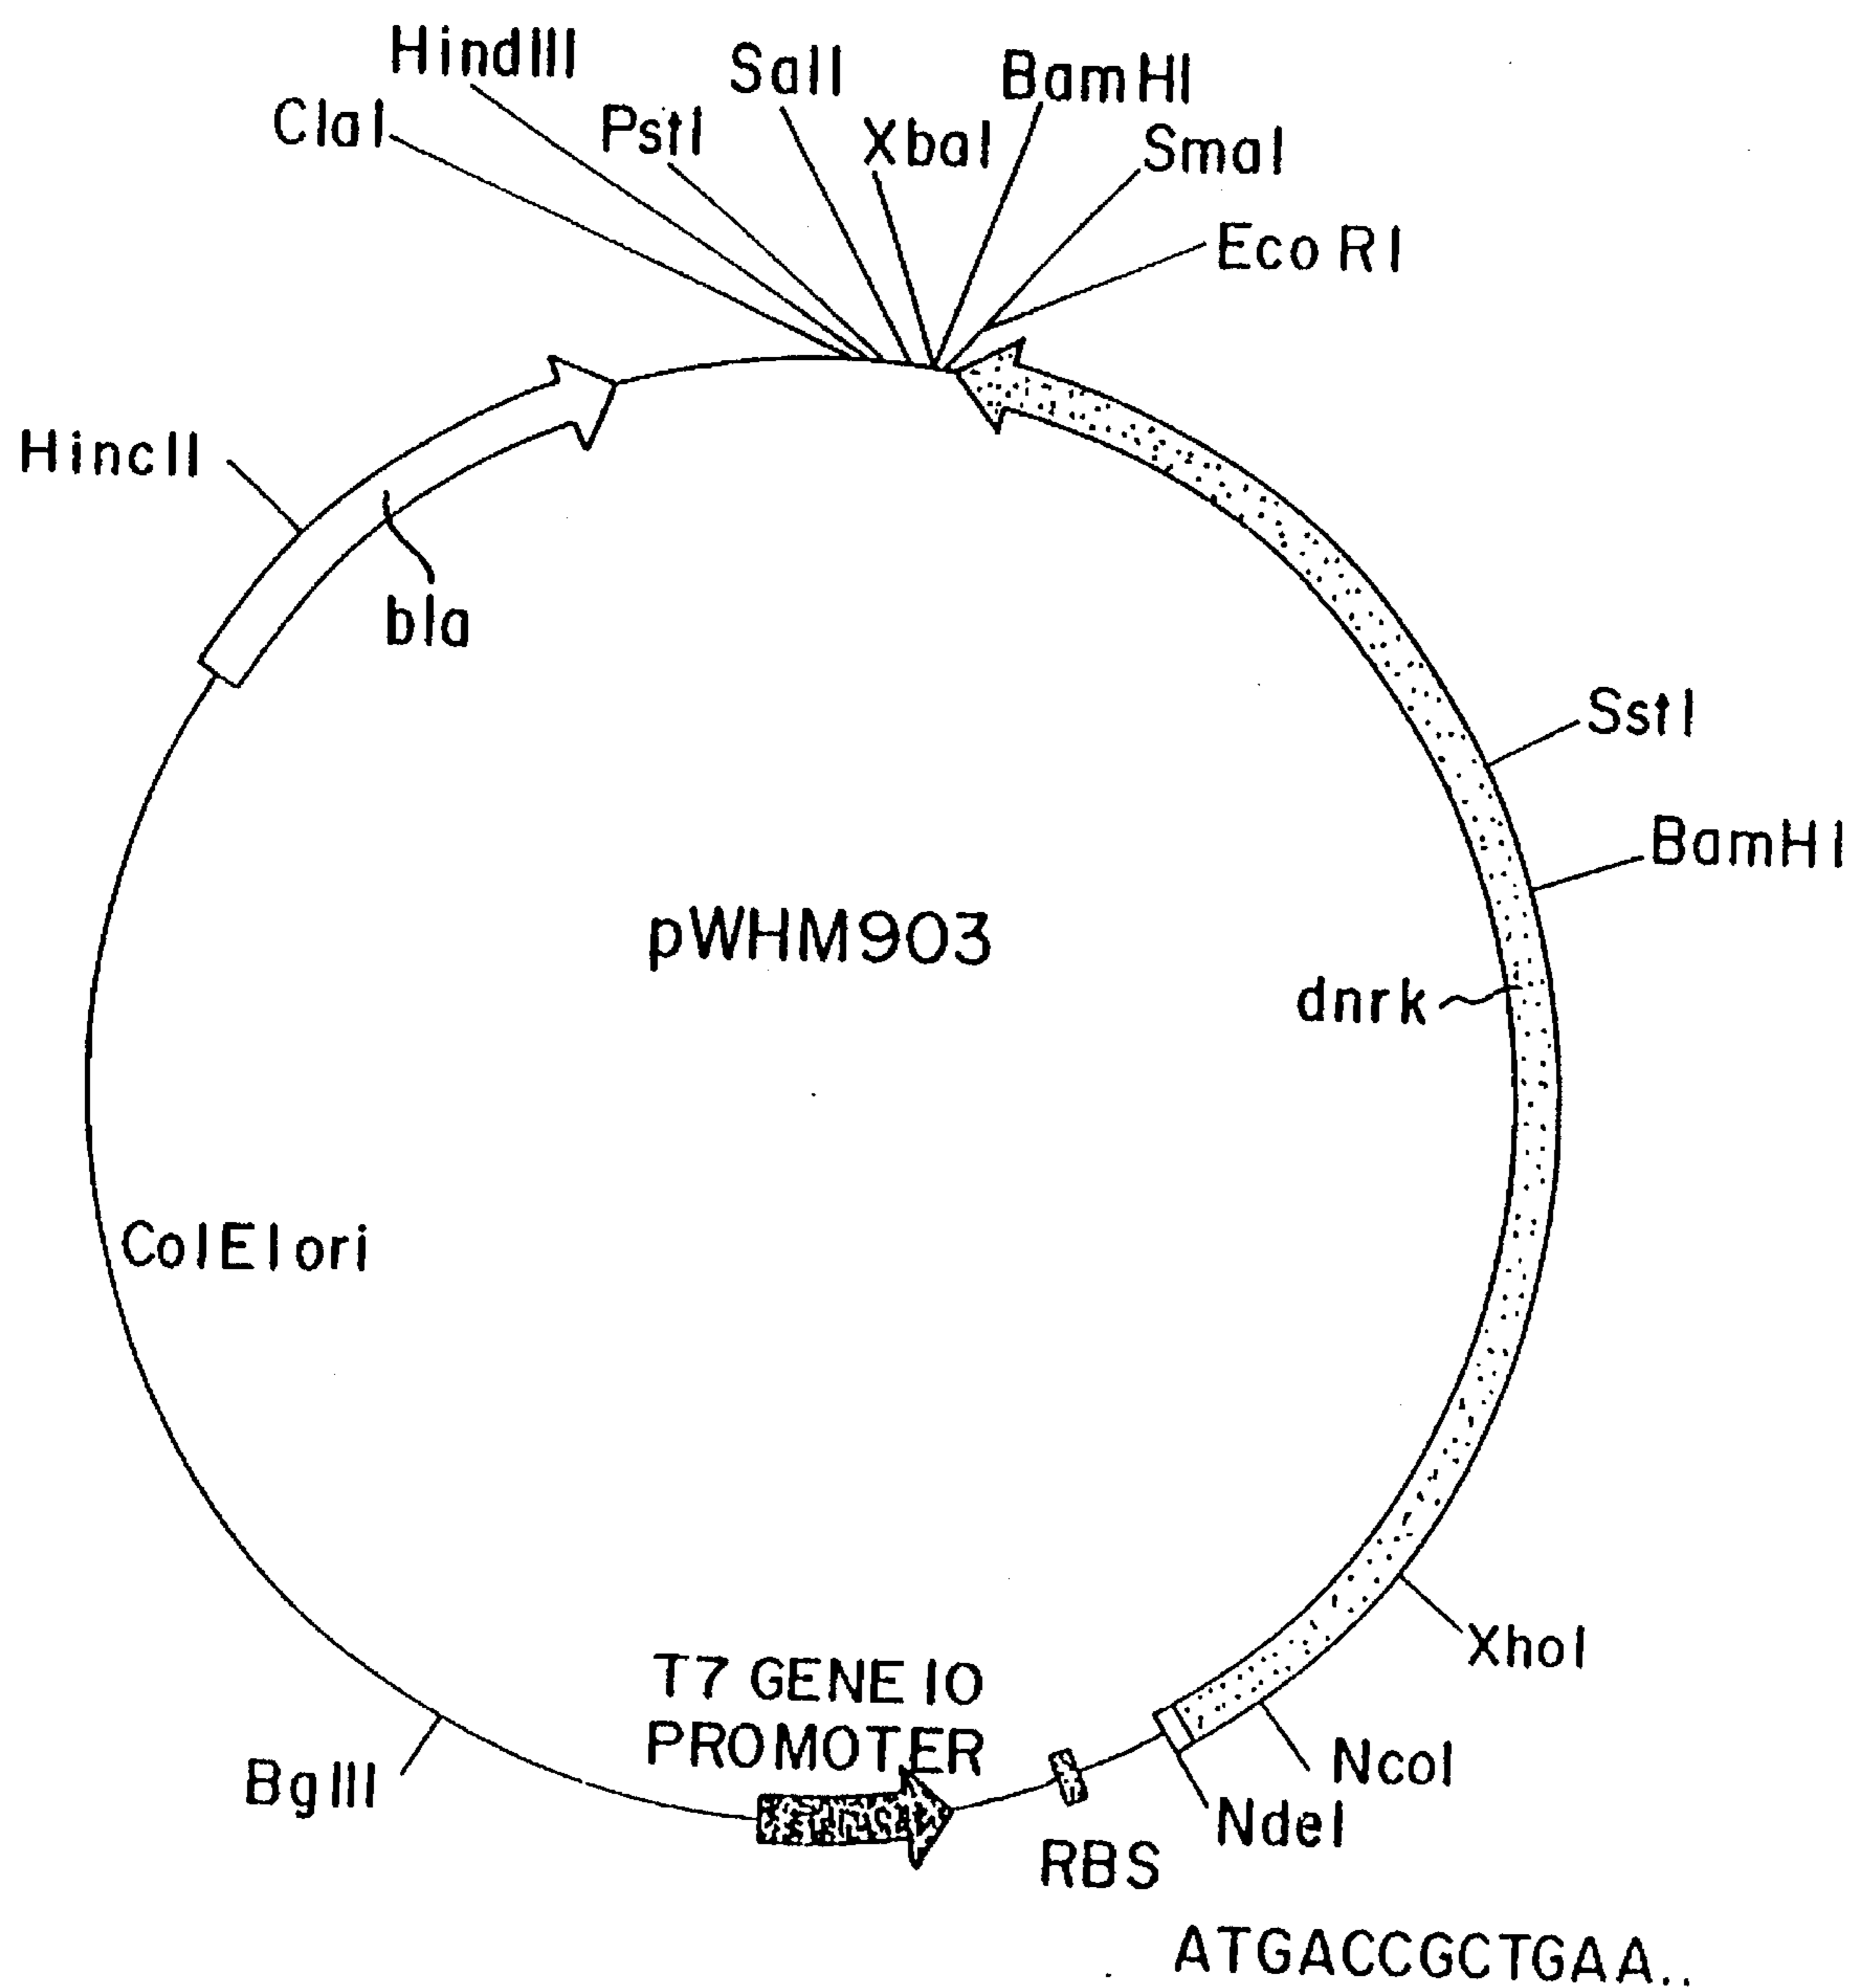 HindIII
SalI
BamHI
ClaI
PstI
XbaI
SmaI
EcoRI
HincII
bla
SstI
BamHI
pWHM903
dnrk
ColEIori
XhoI
T7 GENE 10
PROMOTER
BglII
NcoI
NdeI
RBS
ATGACCGCTGAA..